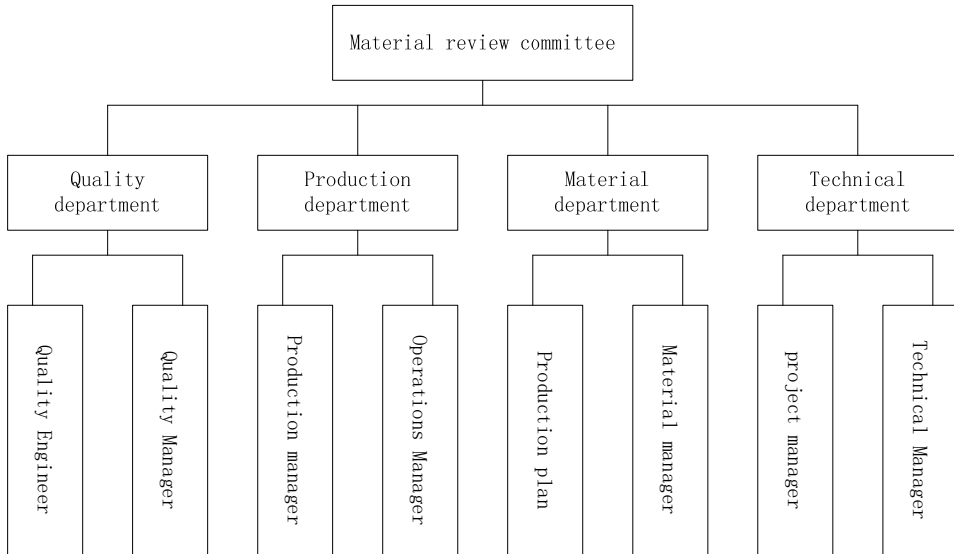 Material review committee
Quality
department
Production
department
Material
department
Technical
department
Quality Engineer
Quality Manager
Production manager
Operations Manager
Production plan
Material manager
project manager
Technical Manager